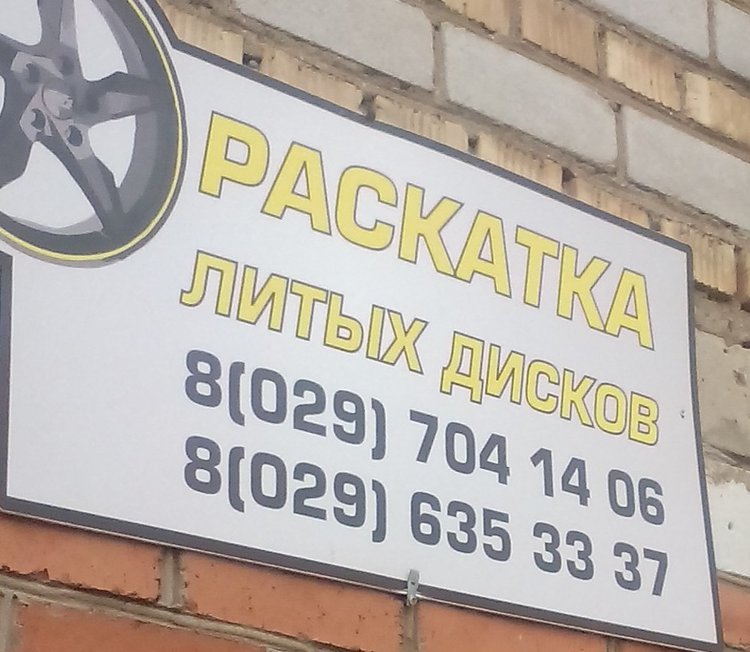 РАСКАТКА
ЛИТЫХ ДИСКОВ
8(029) 704 14 06
8(029) 635 33 37